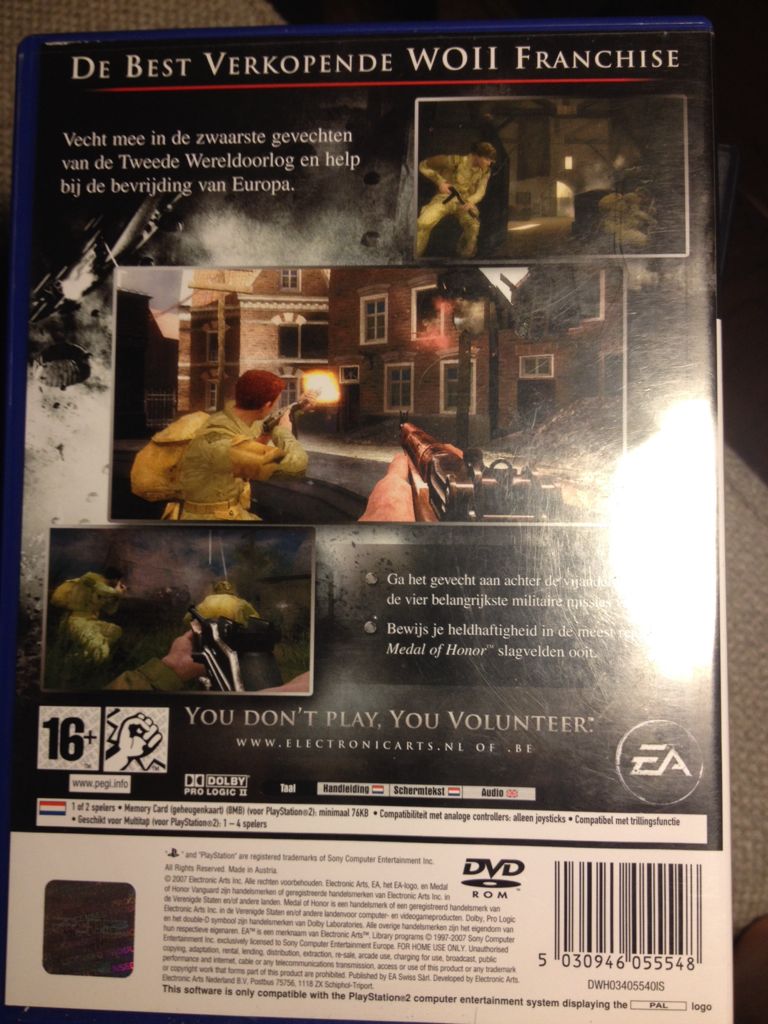 DE BEST VERKOPENDE WOII FRANCHISE
Vecht mee in de zwaarste gevechten
van de Tweede Wereldoorlog en help
bij de bevrijding van Europa.
Ga het gevecht aan achter de
de vier belangrijkste militaire
Bewijs je heldhaftigheid in de meest
Medal of Honor™ slagvelden ooit.
16+
YOU DON'T PLAY, YOU VOLUNTEER.™
WWW.ELECTRONICARTS.NL OF .BE
EA
www.pegi.info
DOLBY
PRO LOGIC II
Taal Handleiding Schermtekst Audio
1 of 2 spelers • Memory Card (geheugenkaart) (8MB) (voor PlayStation®2): minimaal 76KB • Compatibiliteit met analoge controllers: alleen joysticks • Compatibel met trillingsfunctie
• Geschikt voor Multitap (voor PlayStation®2): 1 – 4 spelers
" " and "PlayStation" are registered trademarks of Sony Computer Entertainment Inc.
All Rights Reserved. Made in Austria.
© 2007 Electronic Arts Inc. Alle rechten voorbehouden. Electronic Arts, EA, het EA-logo, en Medal
of Honor Vanguard zijn handelsmerken of geregistreerde handelsmerken van Electronic Arts Inc. in
de Verenigde Staten en/of andere landen. Medal of Honor is een handelsmerk of een geregistreerd handelsmerk van
Electronic Arts Inc. in de Verenigde Staten en/of andere landen voor computer- en videogameproducten. Dolby, Pro Logic
en het double-D symbool zijn handelsmerken van Dolby Laboratories. Alle overige handelsmerken zijn het eigendom van
hun respectieve eigenaren. EA™ is een merknaam van Electronic Arts™. Library programs © 1997-2007 Sony Computer
Entertainment Inc. exclusively licensed to Sony Computer Entertainment Europe. FOR HOME USE ONLY. Unauthorised
copying, adaptation, rental, lending, distribution, extraction, re-sale, arcade use, charging for use, broadcast, public
performance and internet, cable or any telecommunications transmission, access or use of this product or any trademark
or copyright work that forms part of this product are prohibited. Published by EA Swiss Sàrl. Developed by Electronic Arts.
Electronic Arts Nederland B.V. Postbus 75756, 1118 ZX Schiphol-Triport.
This software is only compatible with the PlayStation®2 computer entertainment system displaying the PAL logo
DVD
ROM
5 030946 055548
DWH03405540IS